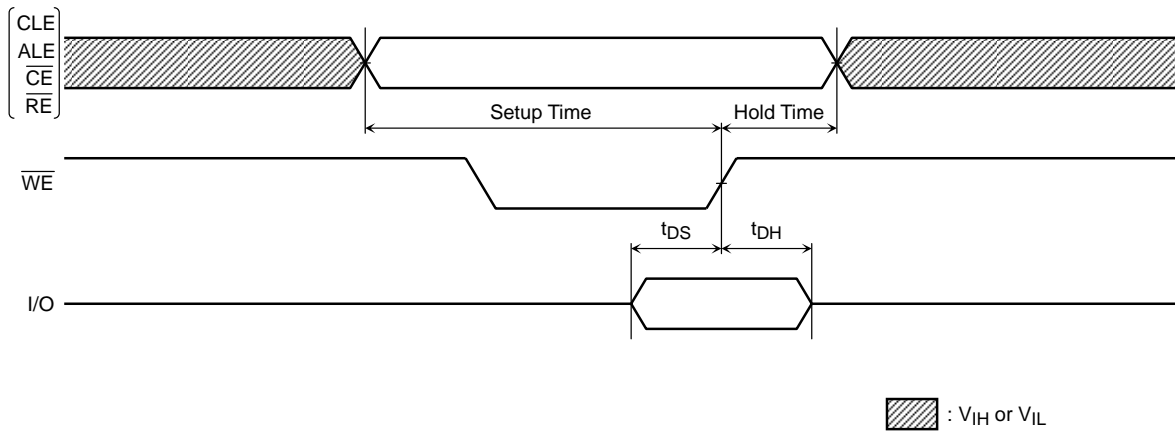 CLE
ALE
CE
RE
Setup Time
Hold Time
WE
tDS
tDH
I/O
: VIH or VIL